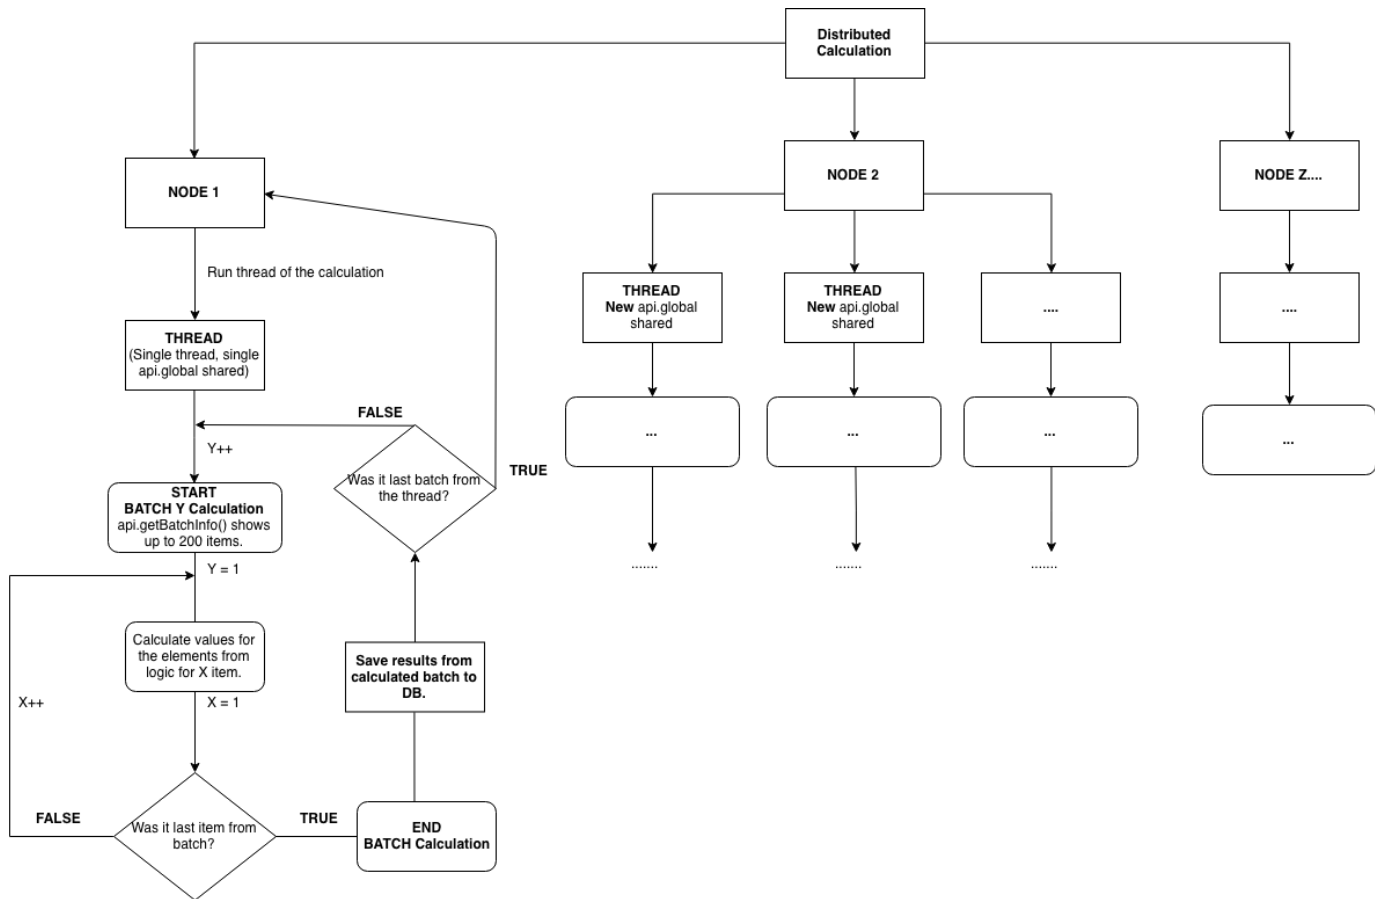 Distributed
Calculation
NODE 1
NODE 2
NODE Z....
Run thread of the calculation
THREAD
(Single thread, single
api.global shared)
THREAD
New api.global
shared
THREAD
New api.global
shared
....
....
FALSE
Y++
...
...
...
...
Was it last batch from
the thread?
TRUE
START
BATCH Y Calculation
api.getBatchInfo() shows
up to 200 items.
Y = 1
.......
.......
.......
Calculate values for
the elements from
logic for X item.
X = 1
X++
Save results from
calculated batch to
DB.
FALSE
Was it last item from
batch?
TRUE
END
BATCH Calculation